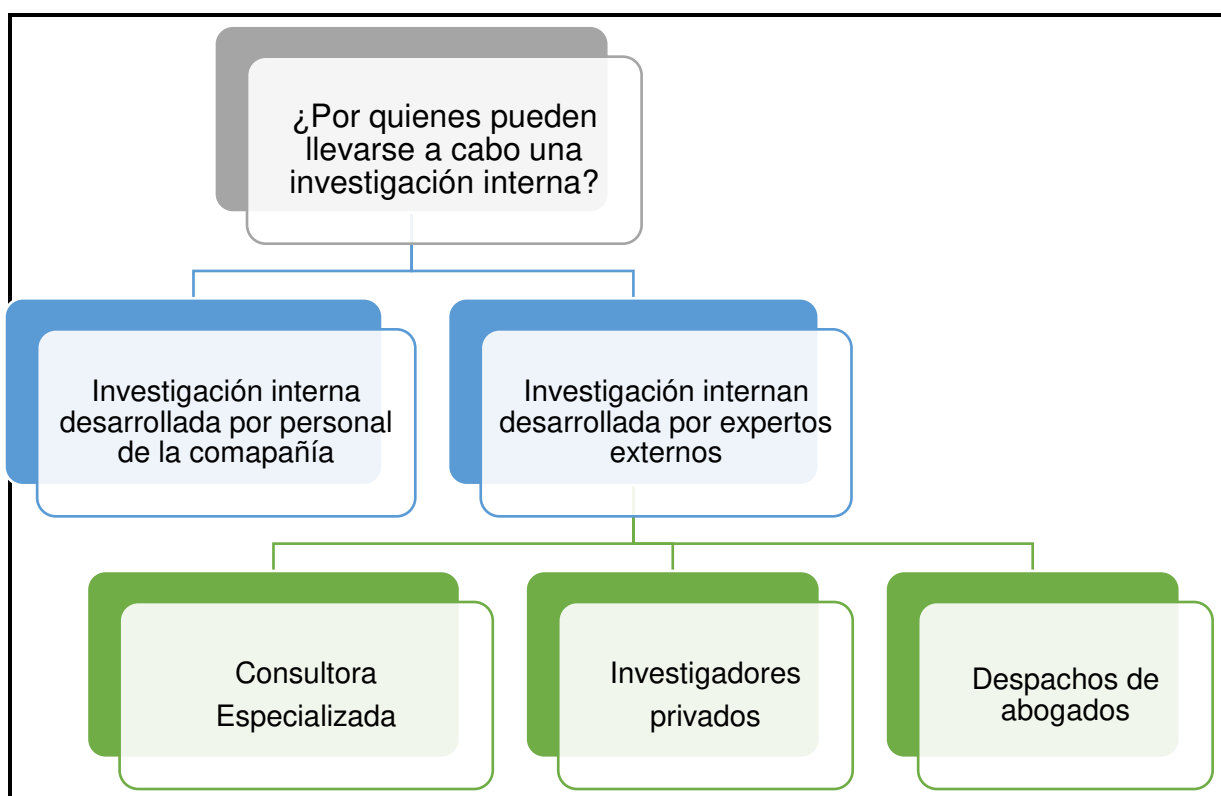 ¿Por quienes pueden
llevarse a cabo una
investigación interna?
Investigación interna
desarrollada por personal
de la comapañía
Investigación internan
desarrollada por expertos
externos
Consultora
Especializada
Investigadores
privados
Despachos de
abogados